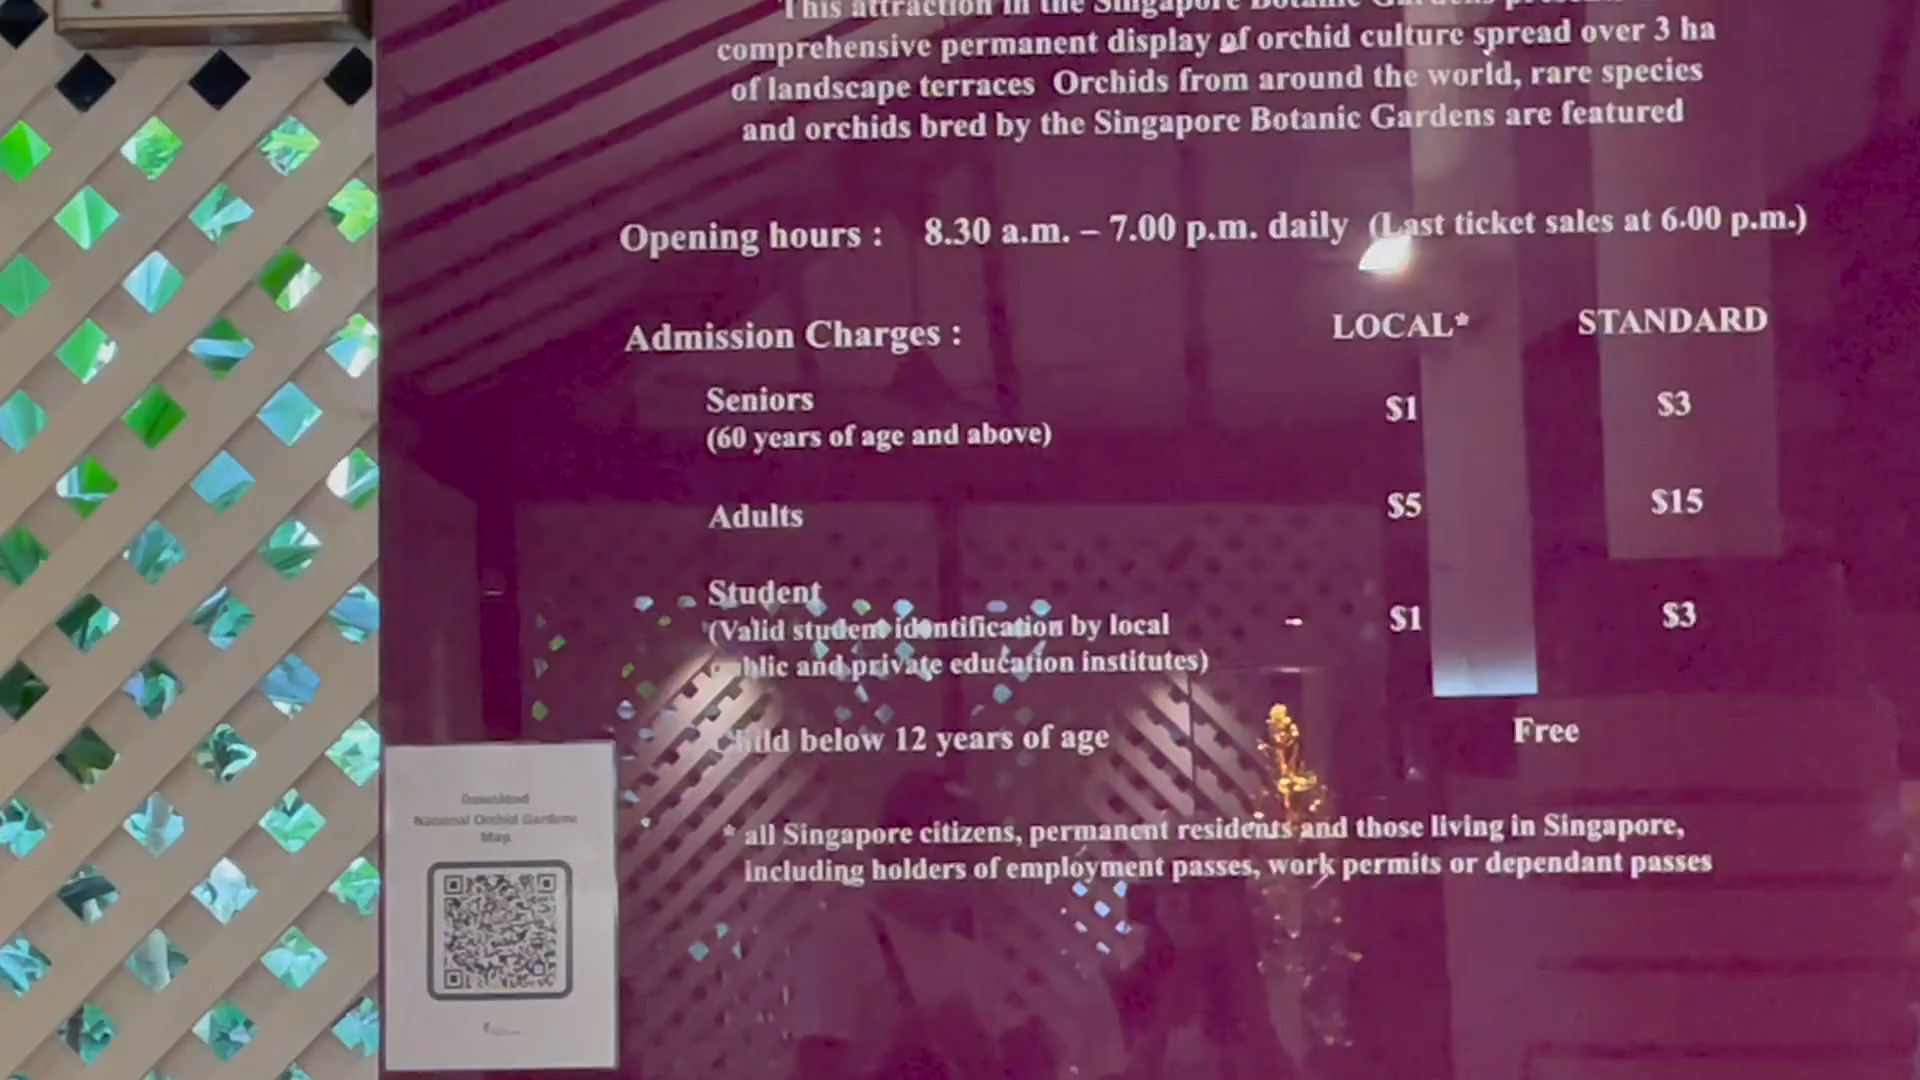 This attraction in the Singapore Botanic Gardens
comprehensive permanent display of orchid culture spread over 3 ha
of landscape terraces Orchids from around the world, rare species
and orchids bred by the Singapore Botanic Gardens are featured
Opening hours : 8.30 a.m. – 7.00 p.m. daily (Last ticket sales at 6.00 p.m.)
Admission Charges : LOCAL* STANDARD
Seniors $1 $3
(60 years of age and above)
Adults $5 $15
Student
(Valid student identification by local - $1 $3
public and private education institutes)
Child below 12 years of age Free
* all Singapore citizens, permanent residents and those living in Singapore,
including holders of employment passes, work permits or dependant passes
Download
National Orchid Gardens
Map